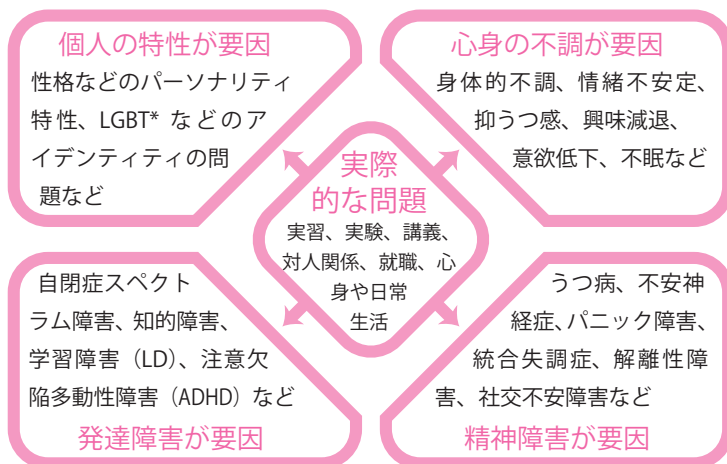 個人の特性が要因
性格などのパーソナリティ
特性、LGBT* などのア
イデンティティの問
題など
心身の不調が要因
身体的不調、情緒不安定、
抑うつ感、興味減退、
意欲低下、不眠など
実際
的な問題
実習、実験、講義、
対人関係、就職、心
身や日常
生活
自閉症スペクト
ラム障害、知的障害、
学習障害（LD）、注意欠
陥多動性障害（ADHD）など
発達障害が要因
うつ病、不安神
経症、パニック障害、
統合失調症、解離性障
害、社交不安障害など
精神障害が要因